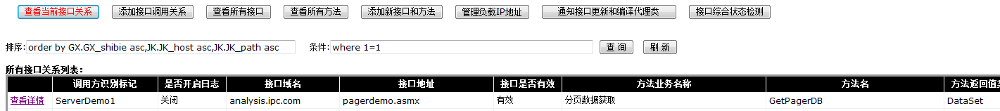 查看当前接口关系 添加接口调用关系 查看所有接口 查看所有方法 添加新接口和方法 管理负载IP地址 通知接口更新和编译代理类 接口综合状态检测
排序: order by GX.GX_shibie asc,JK.JK_host asc,JK.JK_path asc 条件: where 1=1 查 询 刷 新
所有接口关系列表：
调用方识别标记 是否开启日志 接口域名 接口地址 接口是否有效 方法业务名称 方法名 方法返回值
查看详情 ServerDemo1 关闭 analysis.ipc.com pagerdemo.asmx 有效 分页数据获取 GetPagerDB DataSet